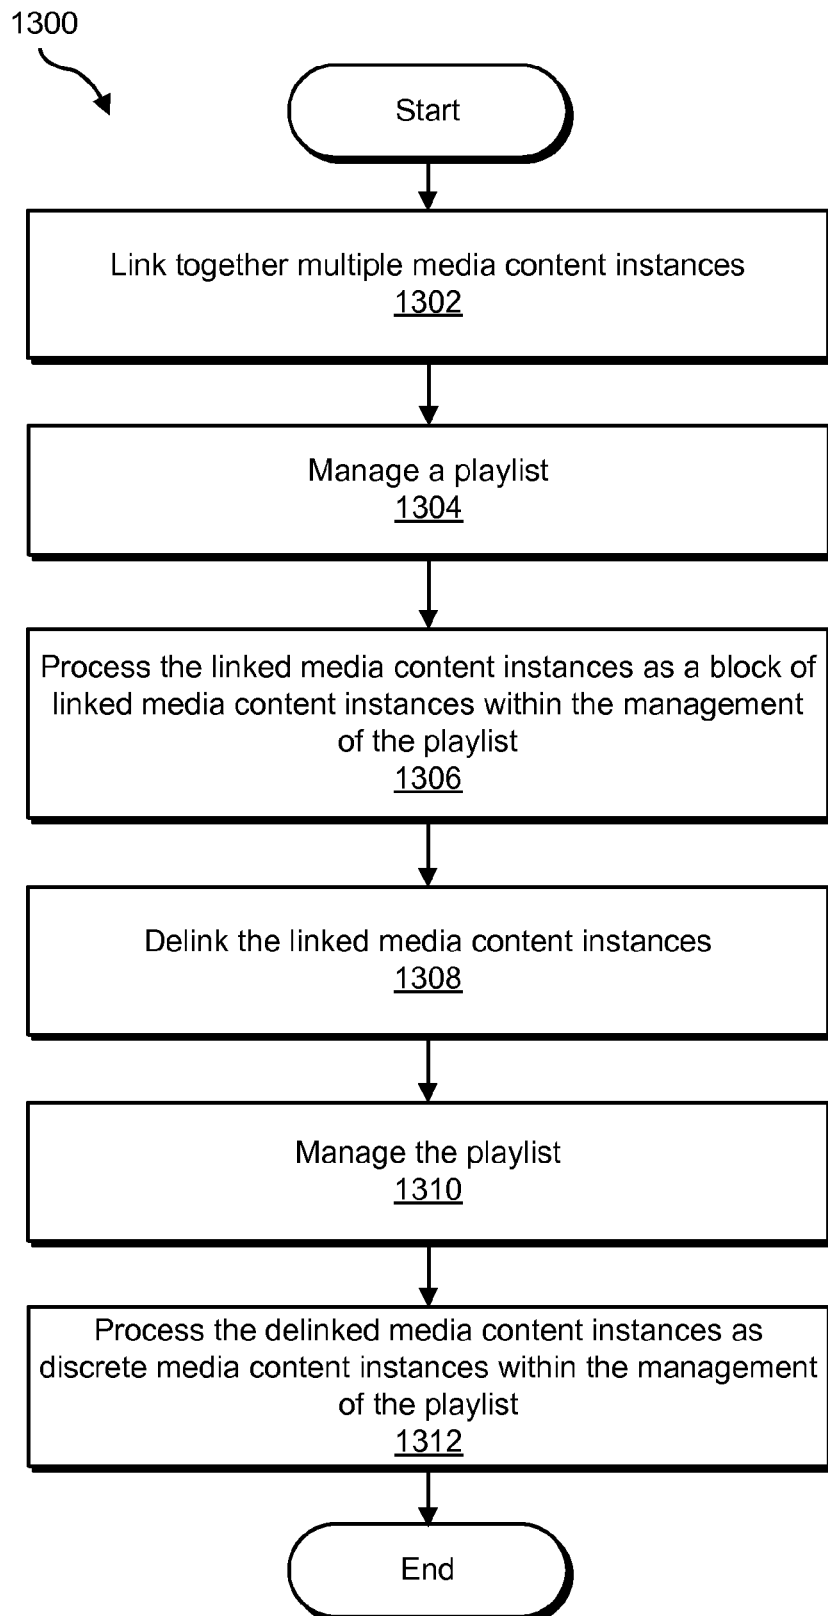 1300
Start
Link together multiple media content instances
1302
Manage a playlist
1304
Process the linked media content instances as a block of
linked media content instances within the management
of the playlist
1306
Delink the linked media content instances
1308
Manage the playlist
1310
Process the delinked media content instances as
discrete media content instances within the management
of the playlist
1312
End